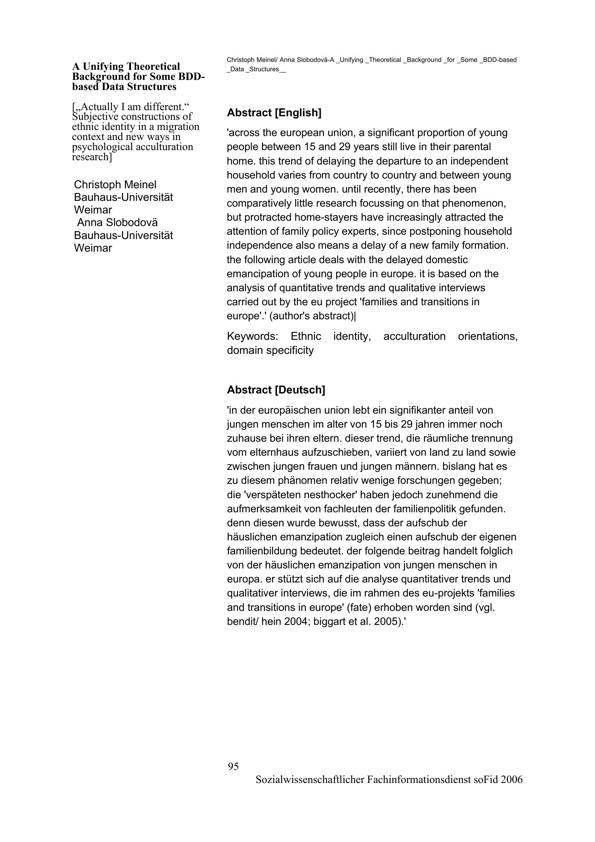 Christoph Meinel/ Anna Slobodovà-A _Unifying _Theoretical _Background _for _Some _BDD-based
_Data _Structures__
A Unifying Theoretical
Background for Some BDD-
based Data Structures
[„Actually I am different.“
Subjective constructions of
ethnic identity in a migration
context and new ways in
psychological acculturation
research]
Christoph Meinel
Bauhaus-Universität
Weimar
Anna Slobodovà
Bauhaus-Universität
Weimar
Abstract [English]
'across the european union, a significant proportion of young
people between 15 and 29 years still live in their parental
home. this trend of delaying the departure to an independent
household varies from country to country and between young
men and young women. until recently, there has been
comparatively little research focussing on that phenomenon,
but protracted home-stayers have increasingly attracted the
attention of family policy experts, since postponing household
independence also means a delay of a new family formation.
the following article deals with the delayed domestic
emancipation of young people in europe. it is based on the
analysis of quantitative trends and qualitative interviews
carried out by the eu project 'families and transitions in
europe'.' (author's abstract)|
Keywords: Ethnic identity, acculturation orientations,
domain specificity
Abstract [Deutsch]
'in der europäischen union lebt ein signifikanter anteil von
jungen menschen im alter von 15 bis 29 jahren immer noch
zuhause bei ihren eltern. dieser trend, die räumliche trennung
vom elternhaus aufzuschieben, variiert von land zu land sowie
zwischen jungen frauen und jungen männern. bislang hat es
zu diesem phänomen relativ wenige forschungen gegeben;
die 'verspäteten nesthocker' haben jedoch zunehmend die
aufmerksamkeit von fachleuten der familienpolitik gefunden.
denn diesen wurde bewusst, dass der aufschub der
häuslichen emanzipation zugleich einen aufschub der eigenen
familienbildung bedeutet. der folgende beitrag handelt folglich
von der häuslichen emanzipation von jungen menschen in
europa. er stützt sich auf die analyse quantitativer trends und
qualitativer interviews, die im rahmen des eu-projekts 'families
and transitions in europe' (fate) erhoben worden sind (vgl.
bendit/ hein 2004; biggart et al. 2005).'
95
Sozialwissenschaftlicher Fachinformationsdienst soFid 2006